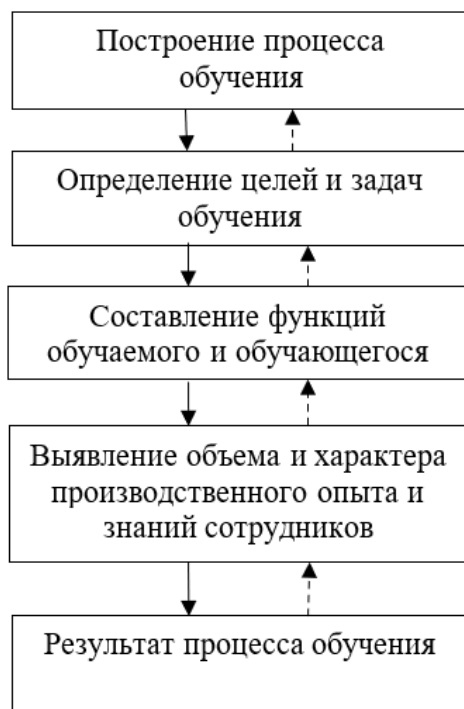 Построение процесса
обучения
Определение целей и задач
обучения
Составление функций
обучаемого и обучающегося
Выявление объема и характера
производственного опыта и
знаний сотрудников
Результат процесса обучения